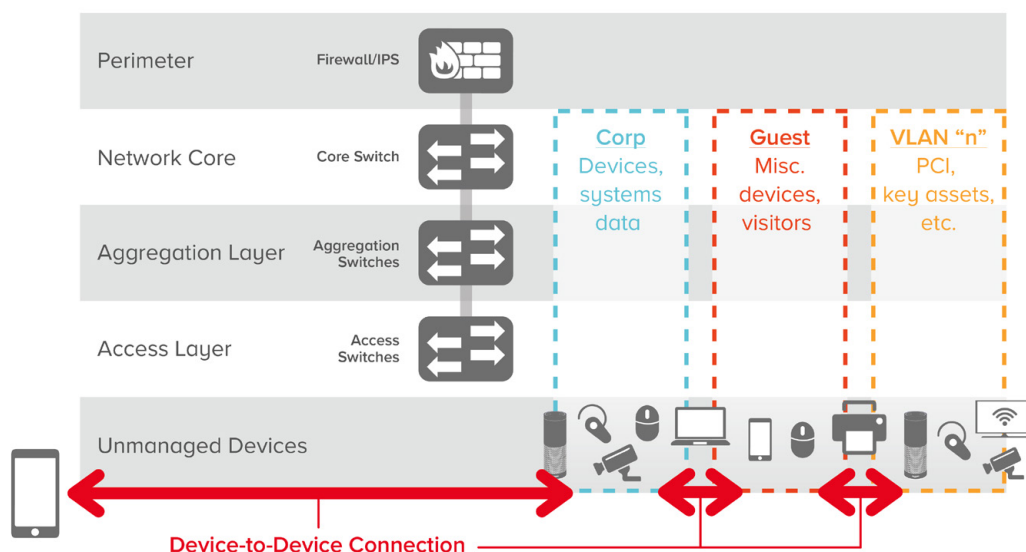 Perimeter
Firewall/IPS
Network Core
Core Switch
Corp
Devices,
systems
data
Guest
Misc.
devices,
visitors
VLAN “n”
PCI,
key assets,
etc.
Aggregation Layer
Aggregation
Switches
Access Layer
Access
Switches
Unmanaged Devices
Device-to-Device Connection